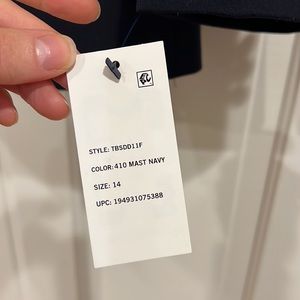 STYLE: TBSDD11F
COLOR: 410 MAST NAVY
SIZE: 14
UPC: 194931075388